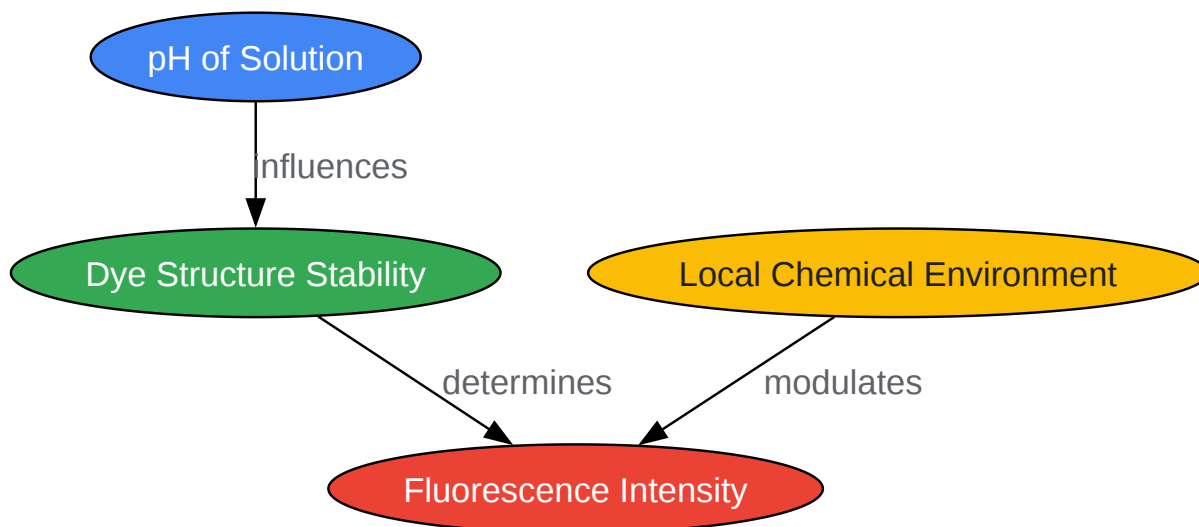 pH of Solution
influences
Dye Structure Stability
Local Chemical Environment
determines
modulates
Fluorescence Intensity